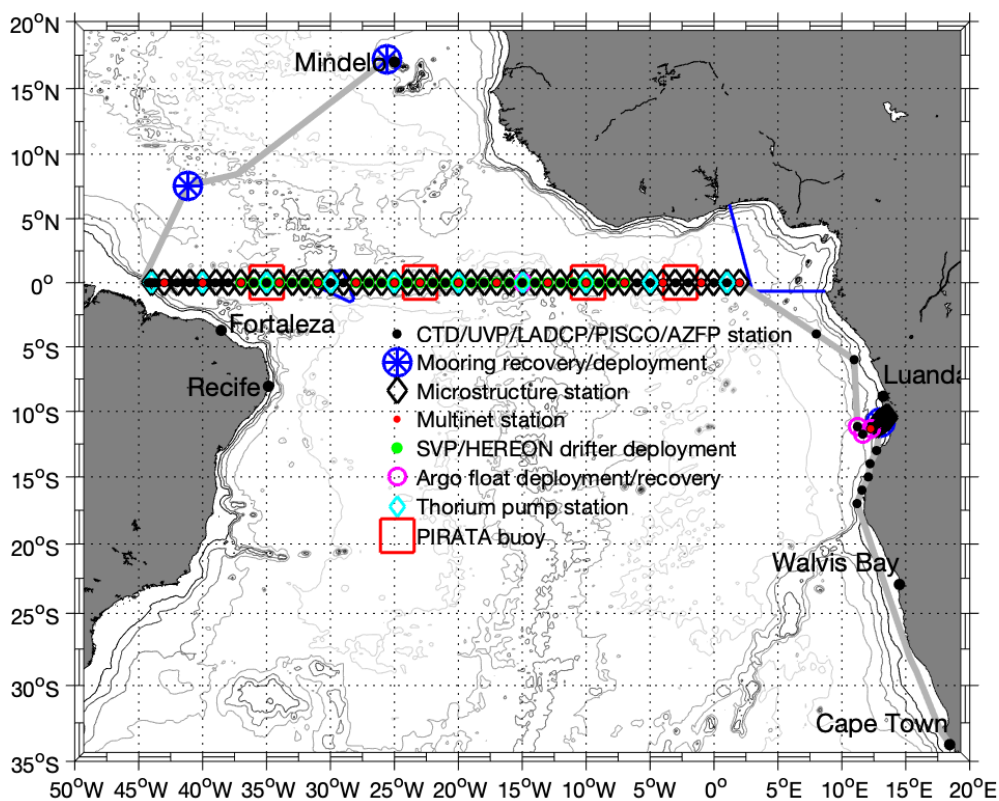 20°N
15°N
10°N
5°N
0°
5°S
10°S
15°S
20°S
25°S
30°S
35°S
Mindelo
Fortaleza
Recife
Luanda
Walvis Bay
Cape Town
CTD/UVP/LADCP/PISCO/AZFP station
Mooring recovery/deployment
Microstructure station
Multinet station
SVP/HEREON drifter deployment
Argo float deployment/recovery
Thorium pump station
PIRATA buoy
50°W 45°W 40°W 35°W 30°W 25°W 20°W 15°W 10°W 5°W 0° 5°E 10°E 15°E 20°E